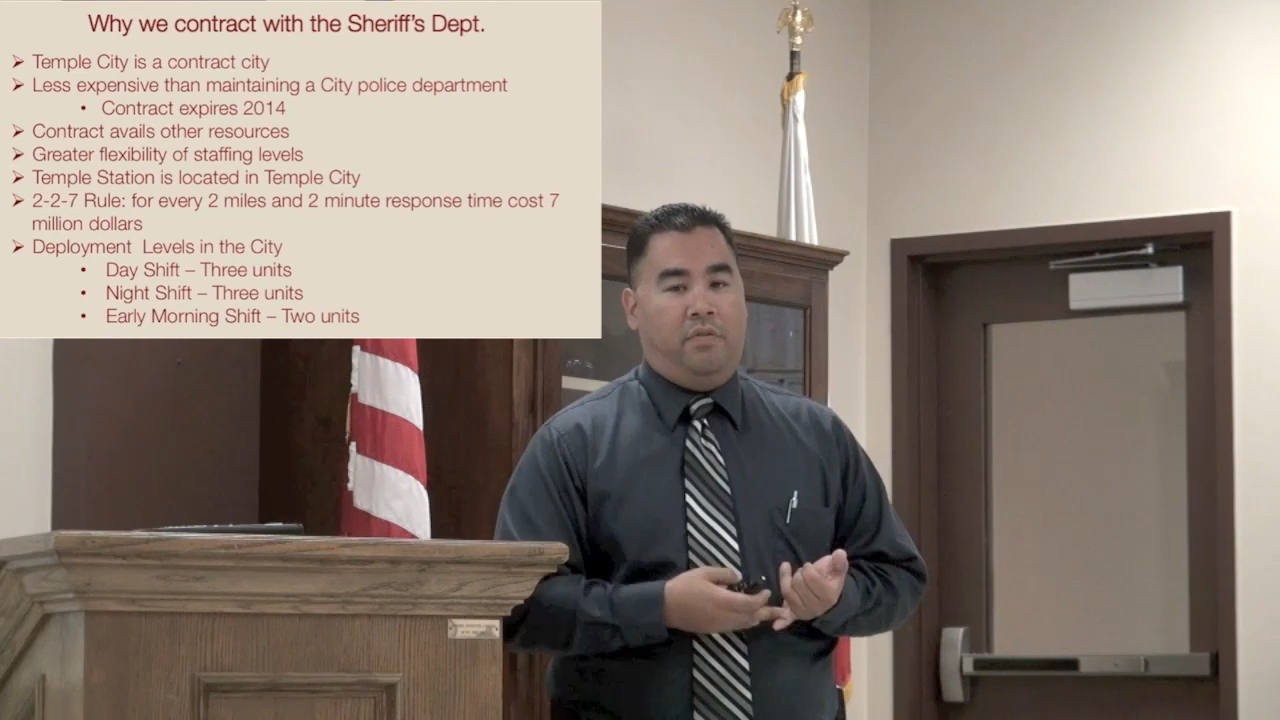 Why we contract with the Sheriff's Dept.
➢ Temple City is a contract city
➢ Less expensive than maintaining a City police department
• Contract expires 2014
➢ Contract avails other resources
➢ Greater flexibility of staffing levels
➢ Temple Station is located in Temple City
➢ 2-2-7 Rule: for every 2 miles and 2 minute response time cost 7
million dollars
➢ Deployment Levels in the City
• Day Shift – Three units
• Night Shift – Three units
• Early Morning Shift – Two units